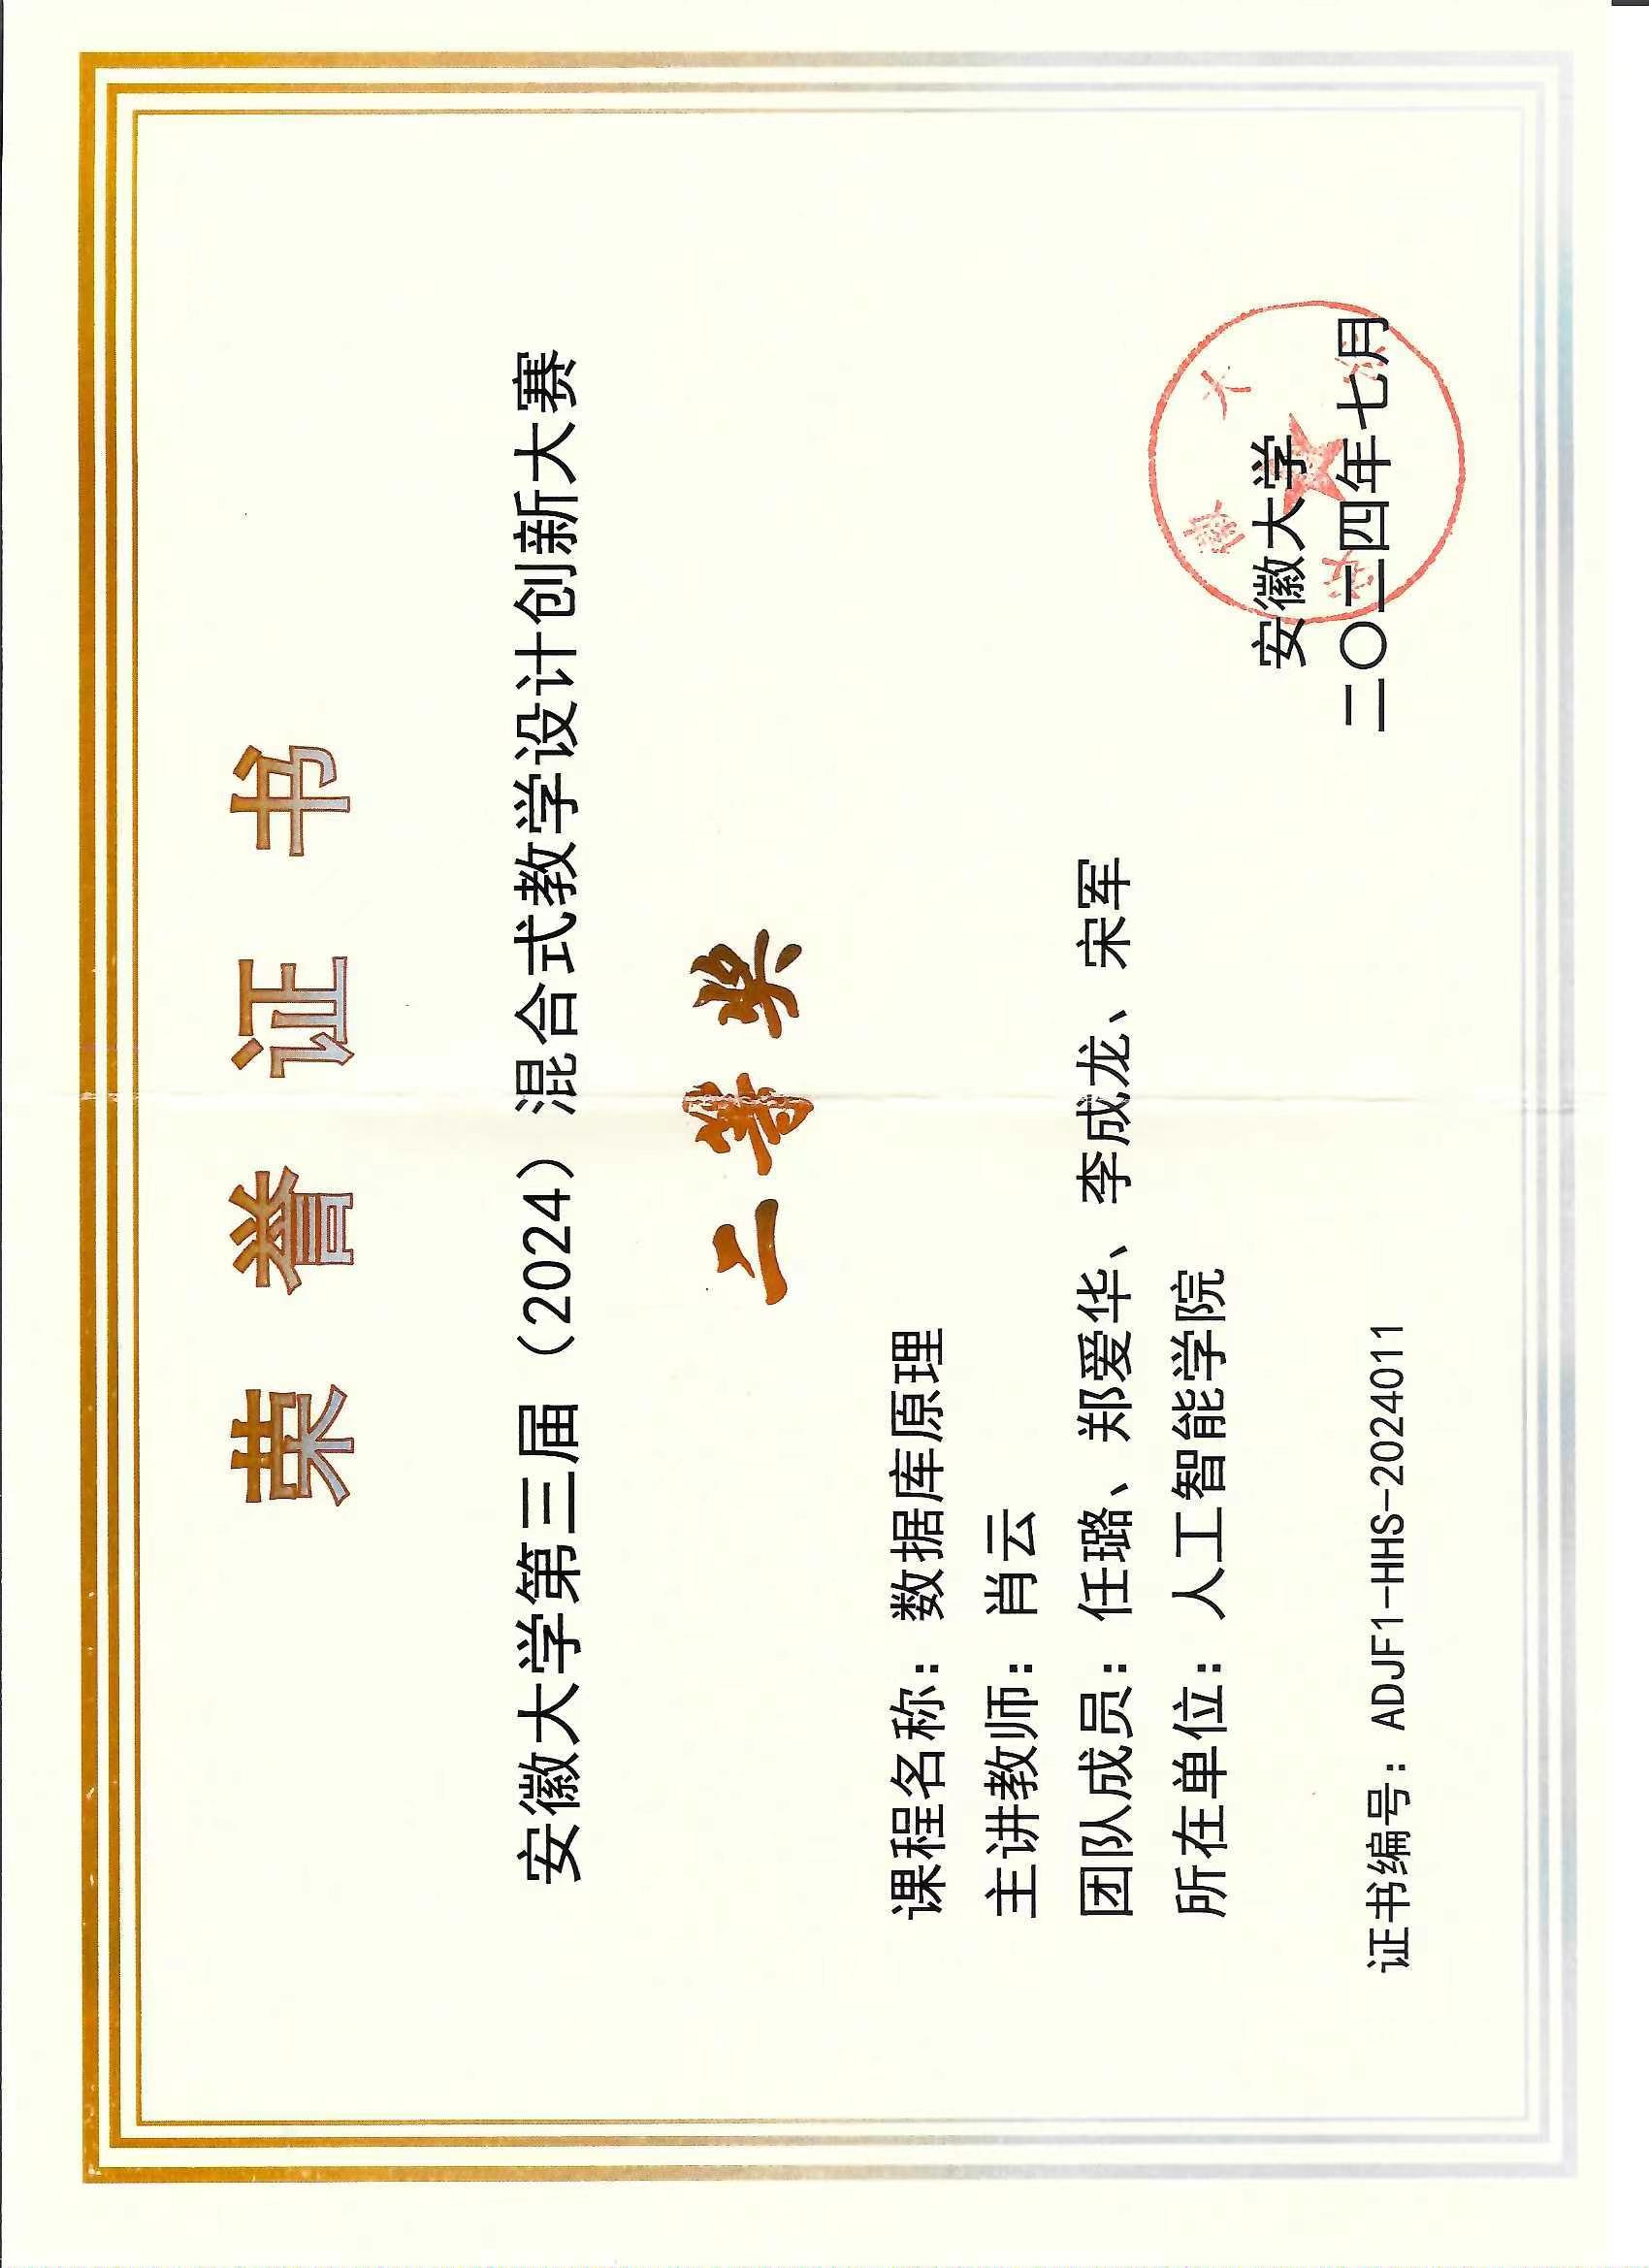 荣誉证书
安徽大学第三届（2024）混合式教学设计创新大赛
二等奖
课程名称：数据库原理
主讲教师：肖云
团队成员：任璐、郑爱华、李成龙、宋军
所在单位：人工智能学院
安徽大学
二〇二四年七月
证书编号：ADJF1-HHS-2024011
安徽大学